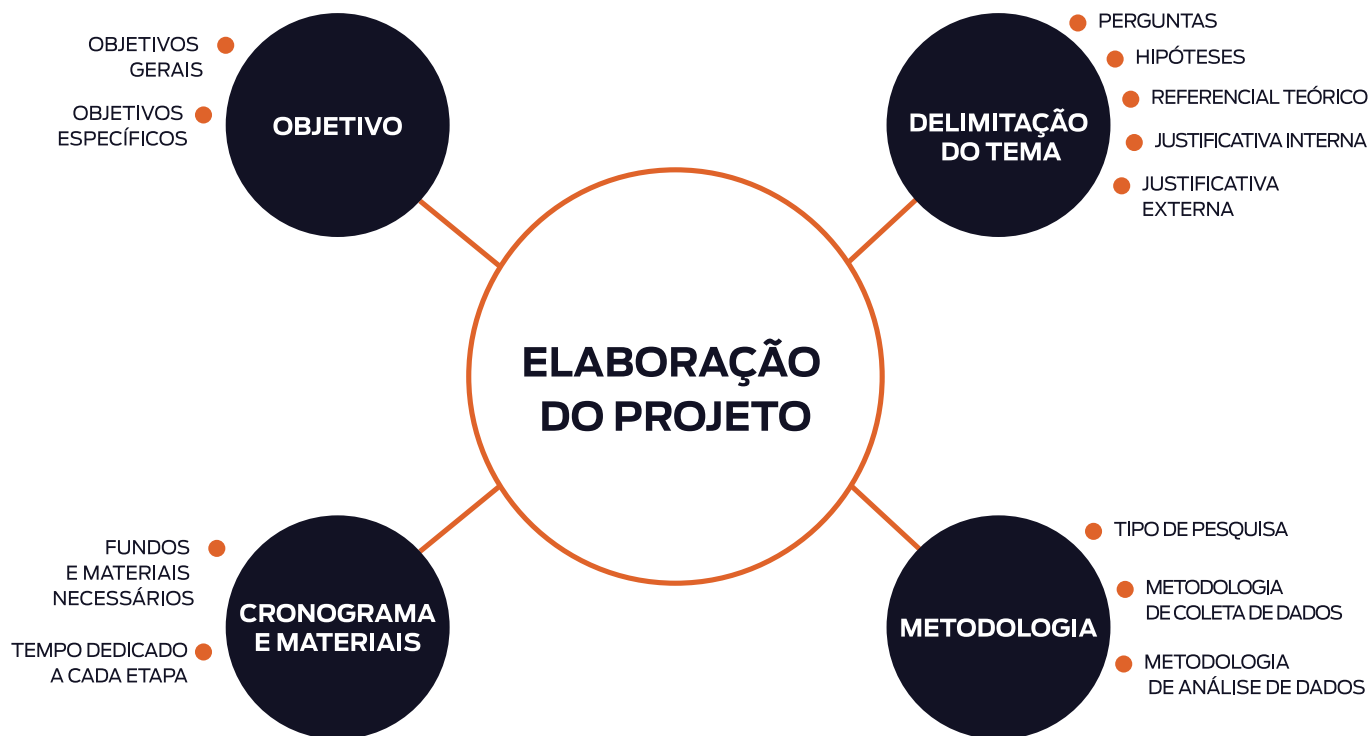 OBJETIVOS
GERAIS
OBJETIVOS
ESPECÍFICOS
OBJETIVO
PERGUNTAS
HIPÓTESES
REFERENCIAL TEÓRICO
JUSTIFICATIVA INTERNA
JUSTIFICATIVA
EXTERNA
DELIMITAÇÃO
DO TEMA
ELABORAÇÃO
DO PROJETO
FUNDOS
E MATERIAIS
NECESSÁRIOS
TEMPO DEDICADO
A CADA ETAPA
CRONOGRAMA
E MATERIAIS
METODOLOGIA
TIPO DE PESQUISA
METODOLOGIA
DE COLETA DE DADOS
METODOLOGIA
DE ANÁLISE DE DADOS